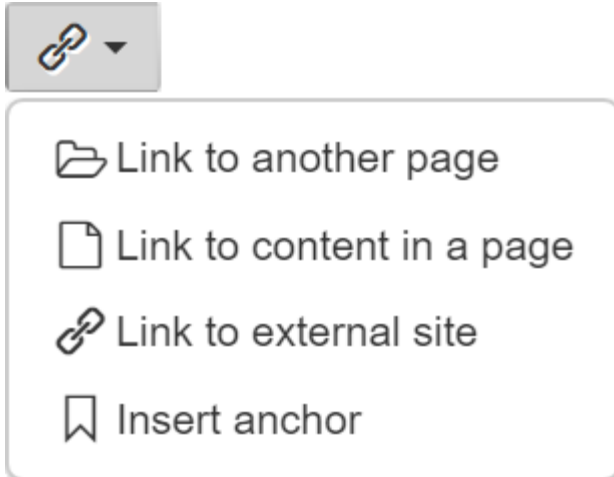 Link to another page
Link to content in a page
Link to external site
Insert anchor